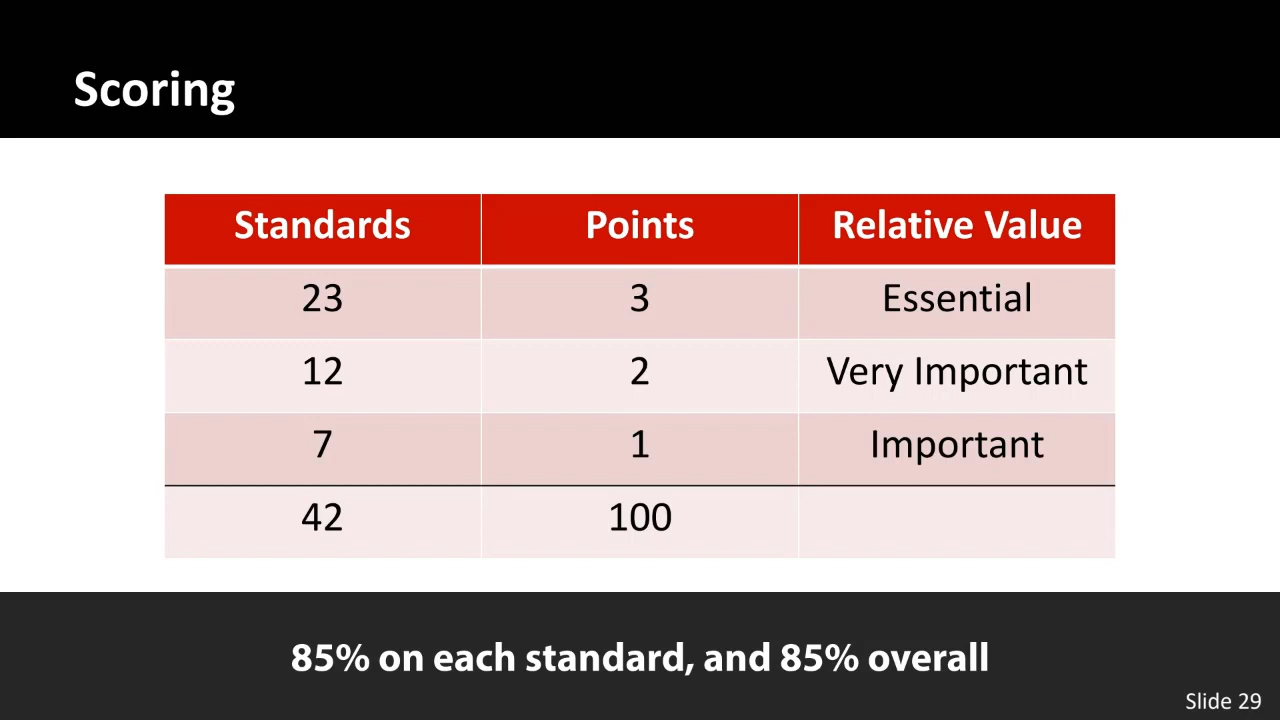 Scoring
Standards Points Relative Value
23 3 Essential
12 2 Very Important
7 1 Important
42 100
85% on each standard, and 85% overall
Slide 29